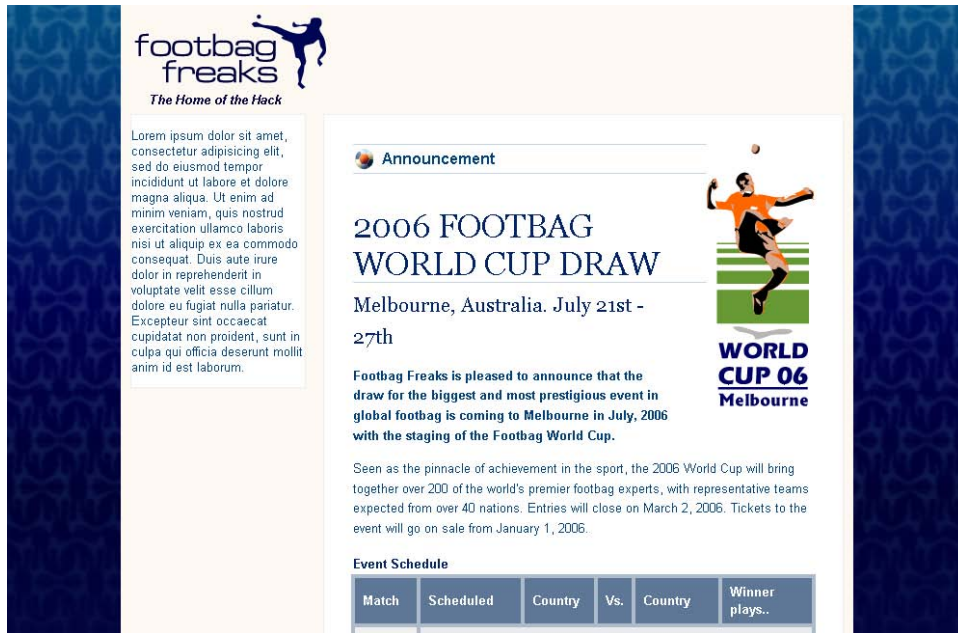 footbag
freaks
The Home of the Hack
Lorem ipsum dolor sit amet,
consectetur adipisicing elit,
sed do eiusmod tempor
incididunt ut labore et dolore
magna aliqua. Ut enim ad
minim veniam, quis nostrud
exercitation ullamco laboris
nisi ut aliquip ex ea commodo
consequat. Duis aute irure
dolor in reprehenderit in
voluptate velit esse cillum
dolore eu fugiat nulla pariatur.
Excepteur sint occaecat
cupidatat non proident, sunt in
culpa qui officia deserunt mollit
anim id est laborum.
Announcement
2006 FOOTBAG
WORLD CUP DRAW
Melbourne, Australia. July 21st -
27th
WORLD
CUP 06
Melbourne
Footbag Freaks is pleased to announce that the
draw for the biggest and most prestigious event in
global footbag is coming to Melbourne in July, 2006
with the staging of the Footbag World Cup.
Seen as the pinnacle of achievement in the sport, the 2006 World Cup will bring
together over 200 of the world's premier footbag experts, with representative teams
expected from over 40 nations. Entries will close on March 2, 2006. Tickets to the
event will go on sale from January 1, 2006.
Event Schedule
Match Scheduled Country Vs. Country Winner plays..